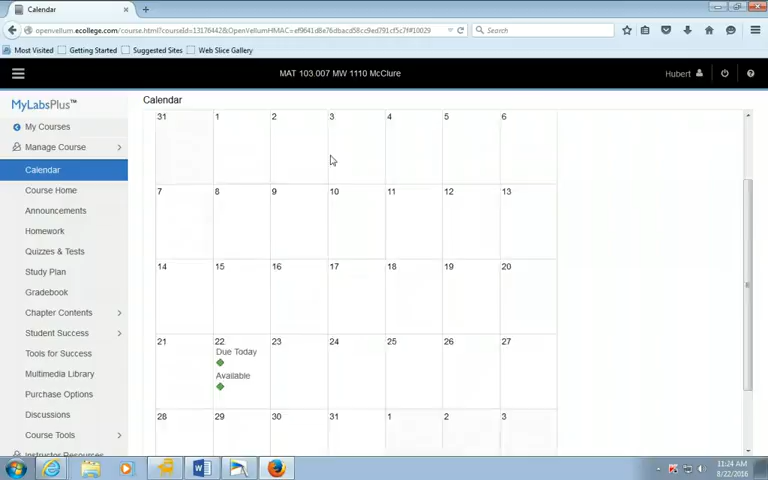 Calendar
openvellum.ecollege.com/course.html?courseId=13176442&OpenVellumHMAC=ef9641d8e76dbacd58cc9ed791cf5c7f#10029
Search
Most Visited Getting Started Suggested Sites Web Slice Gallery
MAT 103.007 MW 1110 McClure
Hubert
MyLabsPlus™
Calendar
My Courses
Manage Course
Calendar
Course Home
Announcements
Homework
Quizzes & Tests
Study Plan
Gradebook
Chapter Contents
Student Success
Tools for Success
Multimedia Library
Purchase Options
Discussions
Course Tools
Instructor Resources
31 1 2 3 4 5 6
7 8 9 10 11 12 13
14 15 16 17 18 19 20
21 22 23 24 25 26 27
Due Today
Available
28 29 30 31 1 2 3
11:24 AM
8/22/2016